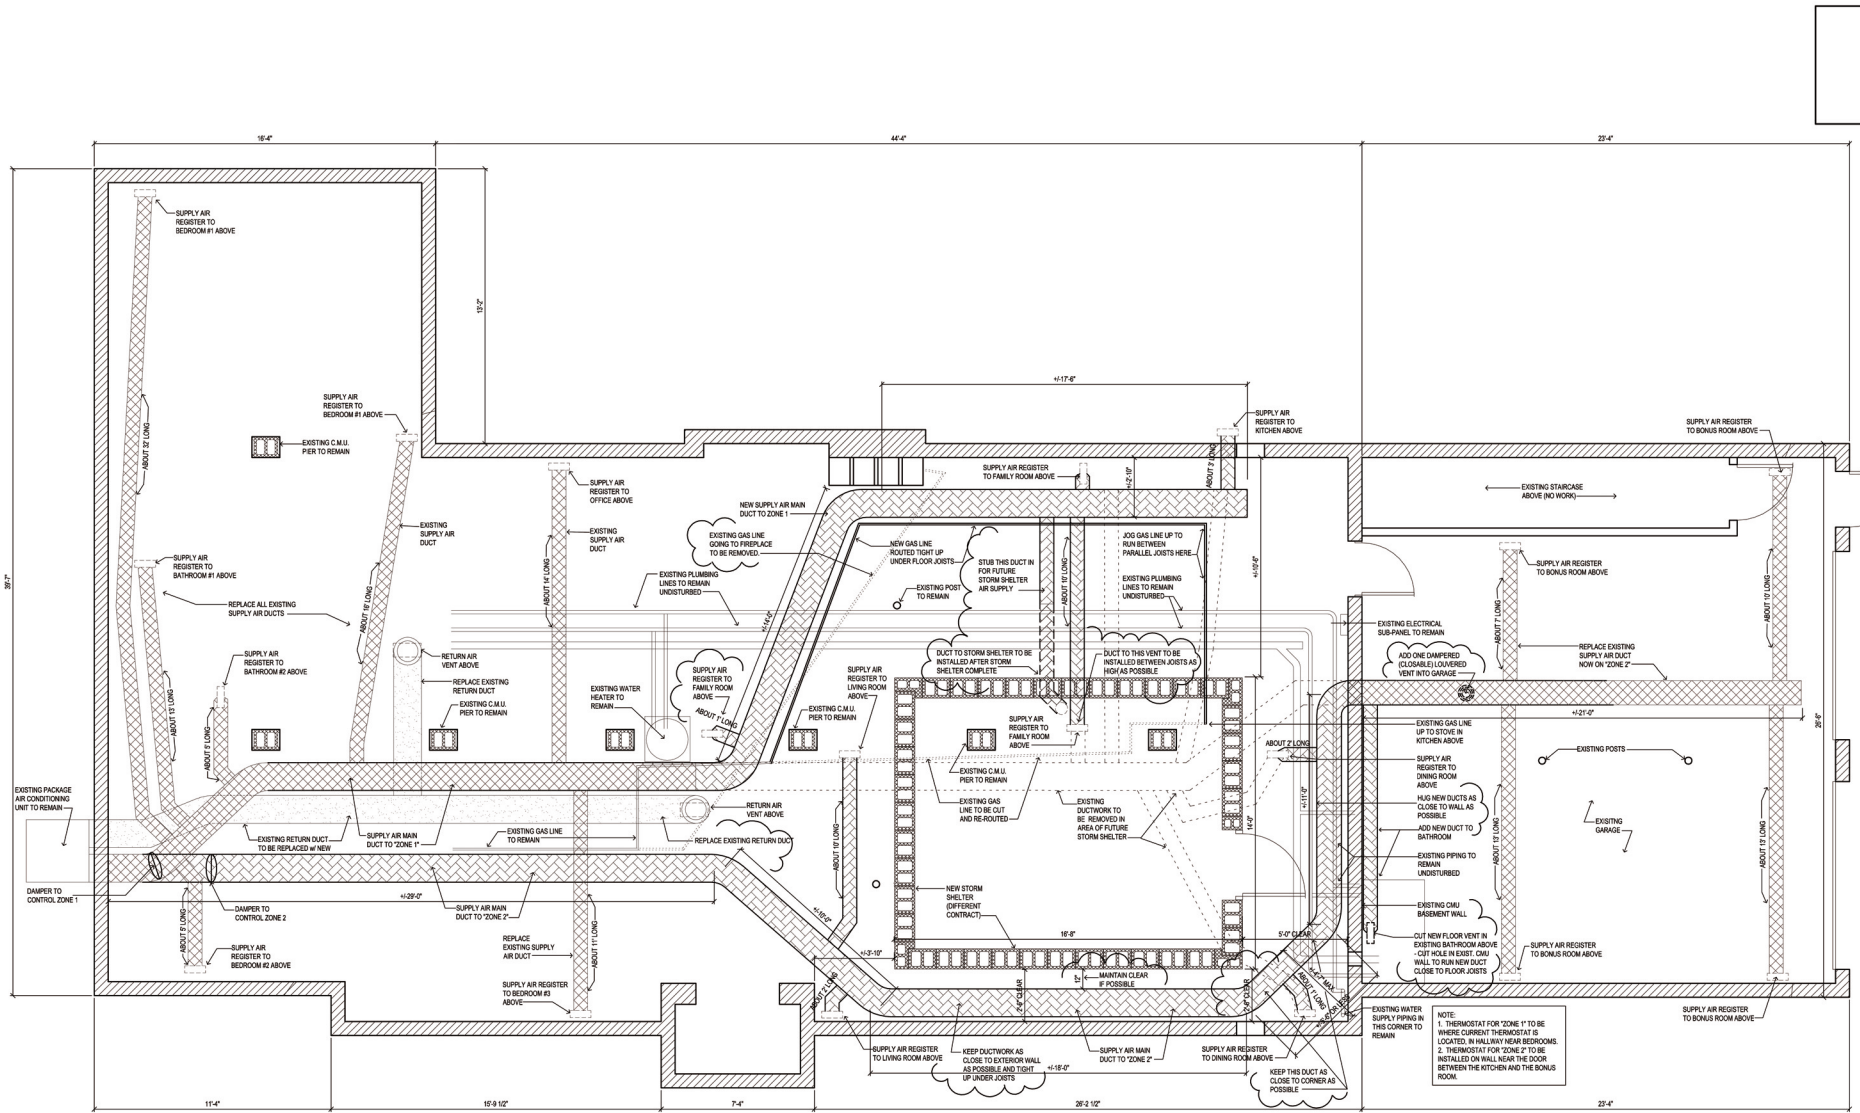 16'-4"
44'-4"
23'-4"
39'-7"
13'-2"
SUPPLY AIR
REGISTER TO
BEDROOM #1 ABOVE
ABOUT 32' LONG
SUPPLY AIR
REGISTER TO
BEDROOM #1 ABOVE
EXISTING C.M.U.
PIER TO REMAIN
SUPPLY AIR
REGISTER TO
OFFICE ABOVE
EXISTING
SUPPLY AIR
DUCT
EXISTING
SUPPLY AIR
DUCT
ABOUT 14' LONG
ABOUT 16' LONG
SUPPLY AIR
REGISTER TO
BATHROOM #1 ABOVE
REPLACE ALL EXISTING
SUPPLY AIR DUCTS
SUPPLY AIR
REGISTER TO
BATHROOM #2 ABOVE
ABOUT 13' LONG
ABOUT 5' LONG
RETURN AIR
VENT ABOVE
REPLACE EXISTING
RETURN DUCT
EXISTING C.M.U.
PIER TO REMAIN
EXISTING WATER
HEATER TO
REMAIN
EXISTING PLUMBING
LINES TO REMAIN
UNDISTURBED
SUPPLY AIR
REGISTER TO
FAMILY ROOM
ABOVE
ABOUT 1' LONG
NEW SUPPLY AIR MAIN
DUCT TO ZONE 1
EXISTING GAS LINE
GOING TO FIREPLACE
TO BE REMOVED.
+/-14'-0"
+/-17'-6"
SUPPLY AIR
REGISTER TO
KITCHEN ABOVE
SUPPLY AIR REGISTER
TO FAMILY ROOM ABOVE
+/-2'-10"
ABOUT 3' LONG
NEW GAS LINE
ROUTED TIGHT UP
UNDER FLOOR JOISTS
STUB THIS DUCT IN
FOR FUTURE
STORM SHELTER
AIR SUPPLY
ABOUT 10' LONG
JOG GAS LINE UP TO
RUN BETWEEN
PARALLEL JOISTS HERE
EXISTING PLUMBING
LINES TO REMAIN
UNDISTURBED
+/-10'-6"
EXISTING POST
TO REMAIN
DUCT TO STORM SHELTER TO BE
INSTALLED AFTER STORM
SHELTER COMPLETE
DUCT TO THIS VENT TO BE
INSTALLED BETWEEN JOISTS AS
HIGH AS POSSIBLE
SUPPLY AIR
REGISTER TO
LIVING ROOM
ABOVE
EXISTING C.M.U.
PIER TO REMAIN
SUPPLY AIR
REGISTER TO
FAMILY ROOM
ABOVE
EXISTING C.M.U.
PIER TO REMAIN
EXISTING GAS
LINE TO BE CUT
AND RE-ROUTED
EXISTING
DUCTWORK TO
BE REMOVED IN
AREA OF FUTURE
STORM SHELTER
14'-0"
ABOUT 2' LONG
+/-11'-0"
EXISTING PACKAGE
AIR CONDITIONING
UNIT TO REMAIN
EXISTING RETURN DUCT
TO BE REPLACED w/ NEW
SUPPLY AIR MAIN
DUCT TO "ZONE 1"
EXISTING GAS LINE
TO REMAIN
RETURN AIR
VENT ABOVE
REPLACE EXISTING RETURN DUCT
ABOUT 10' LONG
DAMPER TO
CONTROL ZONE 1
DAMPER TO
CONTROL ZONE 2
+/-29'-0"
SUPPLY AIR MAIN
DUCT TO "ZONE 2"
ABOUT 5' LONG
SUPPLY AIR
REGISTER TO
BEDROOM #2 ABOVE
REPLACE
EXISTING SUPPLY
AIR DUCT
ABOUT 11' LONG
SUPPLY AIR REGISTER
TO BEDROOM #3
ABOVE
+/-10'-0"
+/-3'-10"
ABOUT 2' LONG
NEW STORM
SHELTER
(DIFFERENT
CONTRACT)
16'-8"
5'-0" CLEAR
12"
MAINTAIN CLEAR
IF POSSIBLE
2'-6" CLEAR
2'-6" CLEAR
ABOUT 1' LONG
+/-4'-7" MAX.
SUPPLY AIR REGISTER
TO LIVING ROOM ABOVE
KEEP DUCTWORK AS
CLOSE TO EXTERIOR WALL
AS POSSIBLE AND TIGHT
UP UNDER JOISTS
SUPPLY AIR MAIN
DUCT TO "ZONE 2"
+/-18'-0"
SUPPLY AIR REGISTER
TO DINING ROOM ABOVE
KEEP THIS DUCT AS
CLOSE TO CORNER AS
POSSIBLE
EXISTING WATER
SUPPLY PIPING IN
THIS CORNER TO
REMAIN
EXISTING ELECTRICAL
SUB-PANEL TO REMAIN
ADD ONE DAMPERED
(CLOSABLE) LOUVERED
VENT INTO GARAGE
EXISTING GAS LINE
UP TO STOVE IN
KITCHEN ABOVE
SUPPLY AIR
REGISTER TO
DINING ROOM
ABOVE
HUG NEW DUCTS AS
CLOSE TO WALL AS
POSSIBLE
ADD NEW DUCT TO
BATHROOM
EXISTING PIPING TO
REMAIN
UNDISTURBED
EXISTING CMU
BASEMENT WALL
CUT NEW FLOOR VENT IN
EXISTING BATHROOM ABOVE
- CUT HOLE IN EXIST. CMU
WALL TO RUN NEW DUCT
CLOSE TO FLOOR JOISTS
EXISTING STAIRCASE
ABOVE (NO WORK)
SUPPLY AIR REGISTER
TO BONUS ROOM ABOVE
SUPPLY AIR REGISTER
TO BONUS ROOM ABOVE
ABOUT 7' LONG
ABOUT 10' LONG
REPLACE EXISTING
SUPPLY AIR DUCT
NOW ON "ZONE 2"
+/-21'-0"
26'-6"
EXISTING POSTS
EXSITNG
GARAGE
ABOUT 13' LONG
ABOUT 13' LONG
SUPPLY AIR REGISTER
TO BONUS ROOM ABOVE
SUPPLY AIR REGISTER
TO BONUS ROOM ABOVE
NOTE:
1. THERMOSTAT FOR "ZONE 1" TO BE
WHERE CURRENT THERMOSTAT IS
LOCATED, IN HALLWAY NEAR BEDROOMS.
2. THERMOSTAT FOR "ZONE 2" TO BE
INSTALLED ON WALL NEAR THE DOOR
BETWEEN THE KITCHEN AND THE BONUS
ROOM.
11'-4"
15'-9 1/2"
7'-4"
26'-2 1/2"
23'-4"